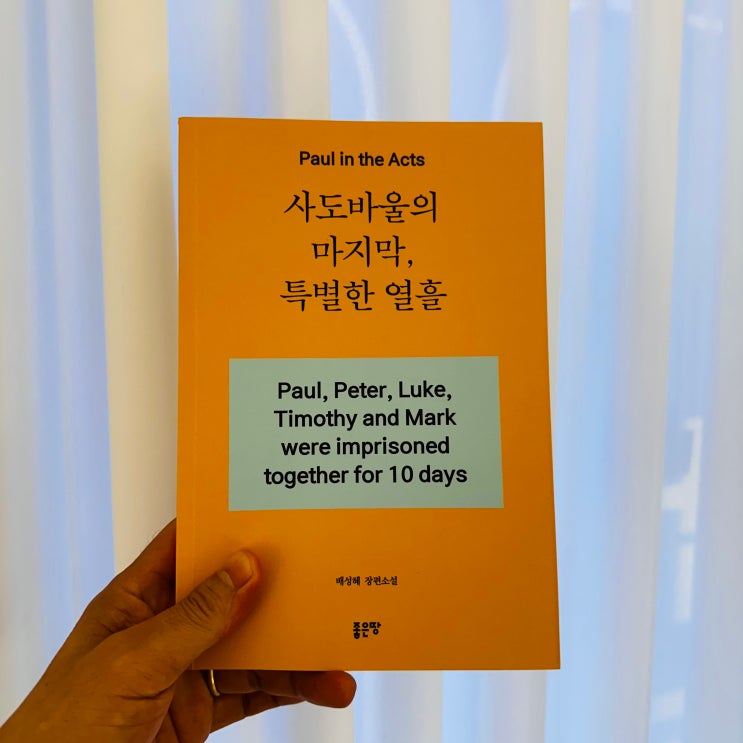 Paul in the Acts
사도바울의
마지막,
특별한 열흘
Paul, Peter, Luke,
Timothy and Mark
were imprisoned
together for 10 days
배성혜 장편소설
좋은땅